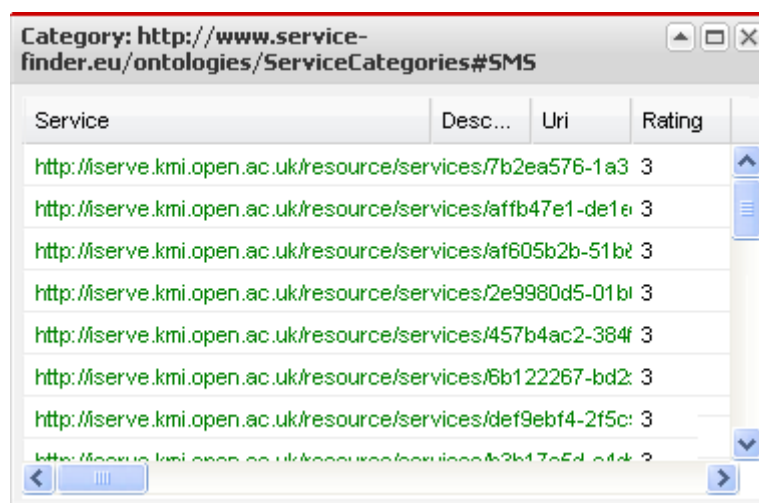 Category: http://www.service-
finder.eu/ontologies/ServiceCategories#SMS
Service Desc... Uri Rating
http://iserve.kmi.open.ac.uk/resource/services/7b2ea576-1a3 3
http://iserve.kmi.open.ac.uk/resource/services/affb47e1-de1e 3
http://iserve.kmi.open.ac.uk/resource/services/af605b2b-51b 3
http://iserve.kmi.open.ac.uk/resource/services/2e9980d5-01b 3
http://iserve.kmi.open.ac.uk/resource/services/457b4ac2-384f 3
http://iserve.kmi.open.ac.uk/resource/services/6b122267-bd2 3
http://iserve.kmi.open.ac.uk/resource/services/def9ebf4-2f5c 3